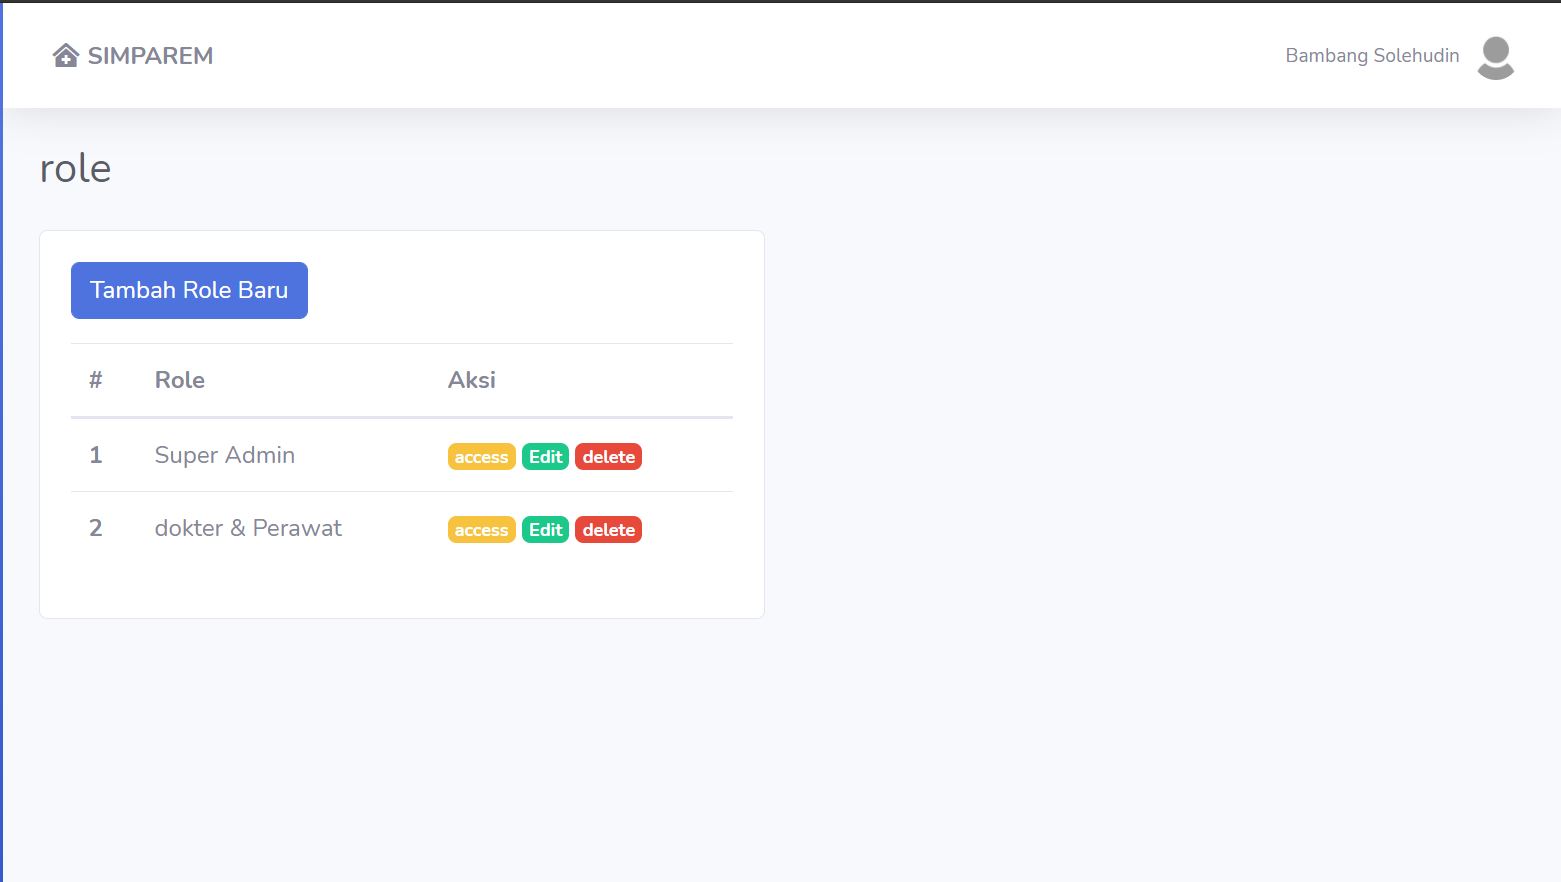 SIMPAREM
Bambang Solehudin
role
Tambah Role Baru
# Role Aksi
1 Super Admin access Edit delete
2 dokter & Perawat access Edit delete